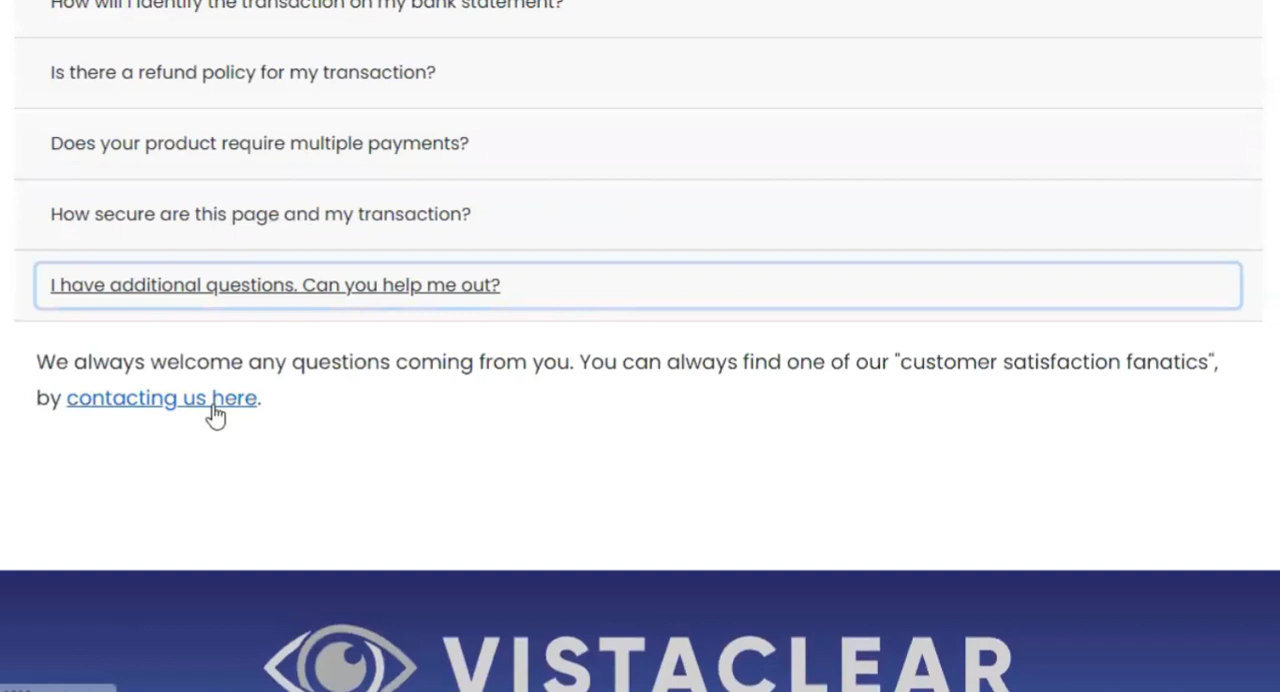 How will I identify the transaction on my bank statement?
Is there a refund policy for my transaction?
Does your product require multiple payments?
How secure are this page and my transaction?
I have additional questions. Can you help me out?
We always welcome any questions coming from you. You can always find one of our "customer satisfaction fanatics",
by contacting us here.
VISTACLEAR